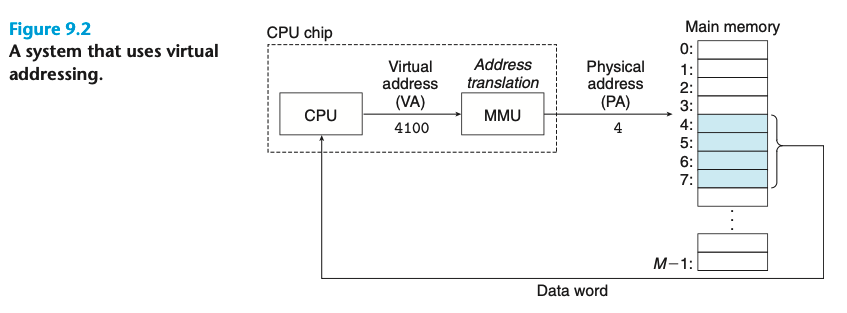 Figure 9.2
A system that uses virtual
addressing.
CPU chip
Main memory
Virtual
address
(VA)
Address
translation
Physical
address
(PA)
CPU
MMU
4100
4
0:
1:
2:
3:
4:
5:
6:
7:
M−1:
Data word